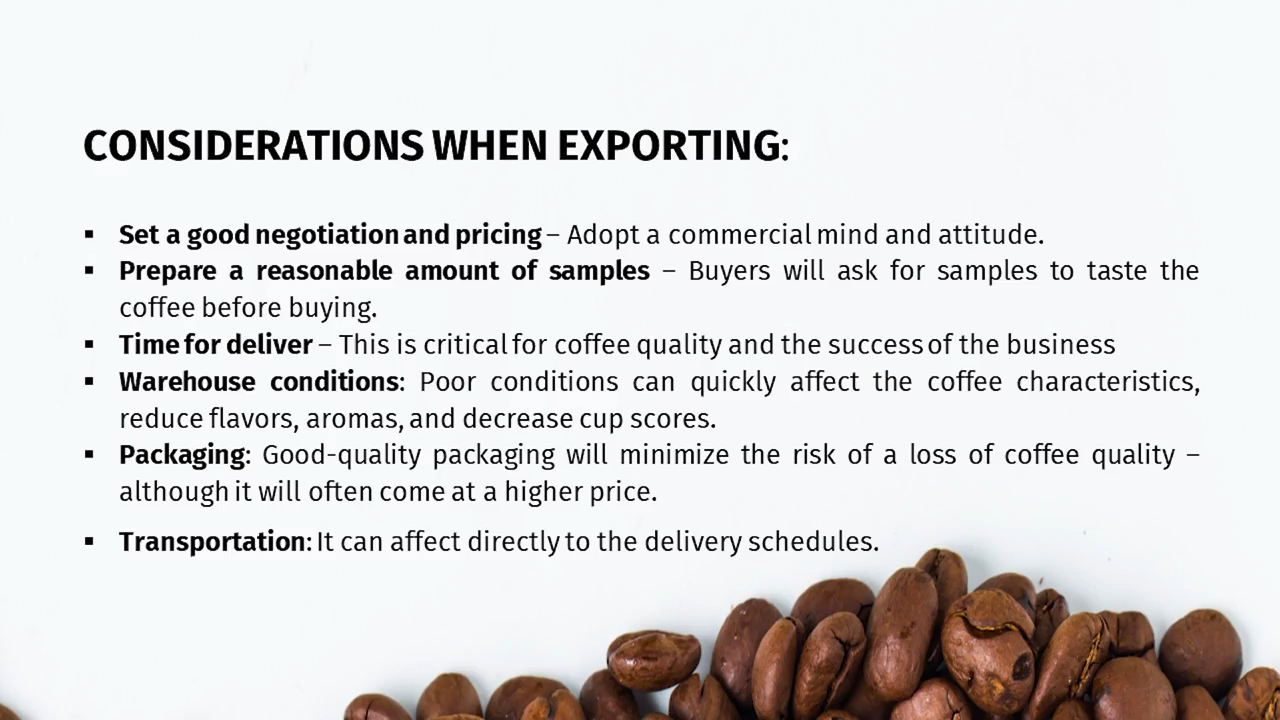 CONSIDERATIONS WHEN EXPORTING:
▪ Set a good negotiation and pricing – Adopt a commercial mind and attitude.
▪ Prepare a reasonable amount of samples – Buyers will ask for samples to taste the
coffee before buying.
▪ Time for deliver – This is critical for coffee quality and the success of the business
▪ Warehouse conditions: Poor conditions can quickly affect the coffee characteristics,
reduce flavors, aromas, and decrease cup scores.
▪ Packaging: Good-quality packaging will minimize the risk of a loss of coffee quality –
although it will often come at a higher price.
▪ Transportation: It can affect directly to the delivery schedules.